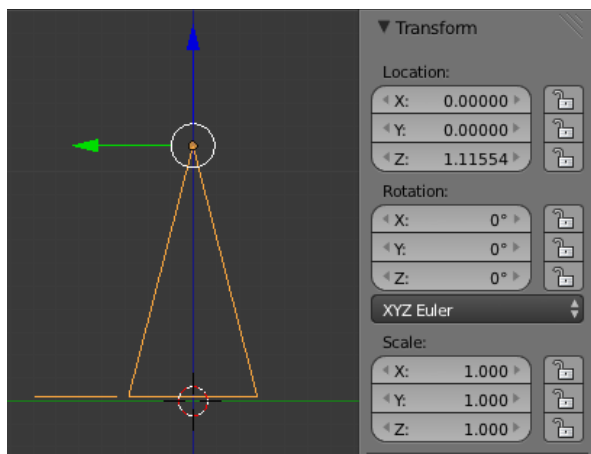 Transform
Location:
X: 0.00000
Y: 0.00000
Z: 1.11554
Rotation:
X: 0°
Y: 0°
Z: 0°
XYZ Euler
Scale:
X: 1.000
Y: 1.000
Z: 1.000